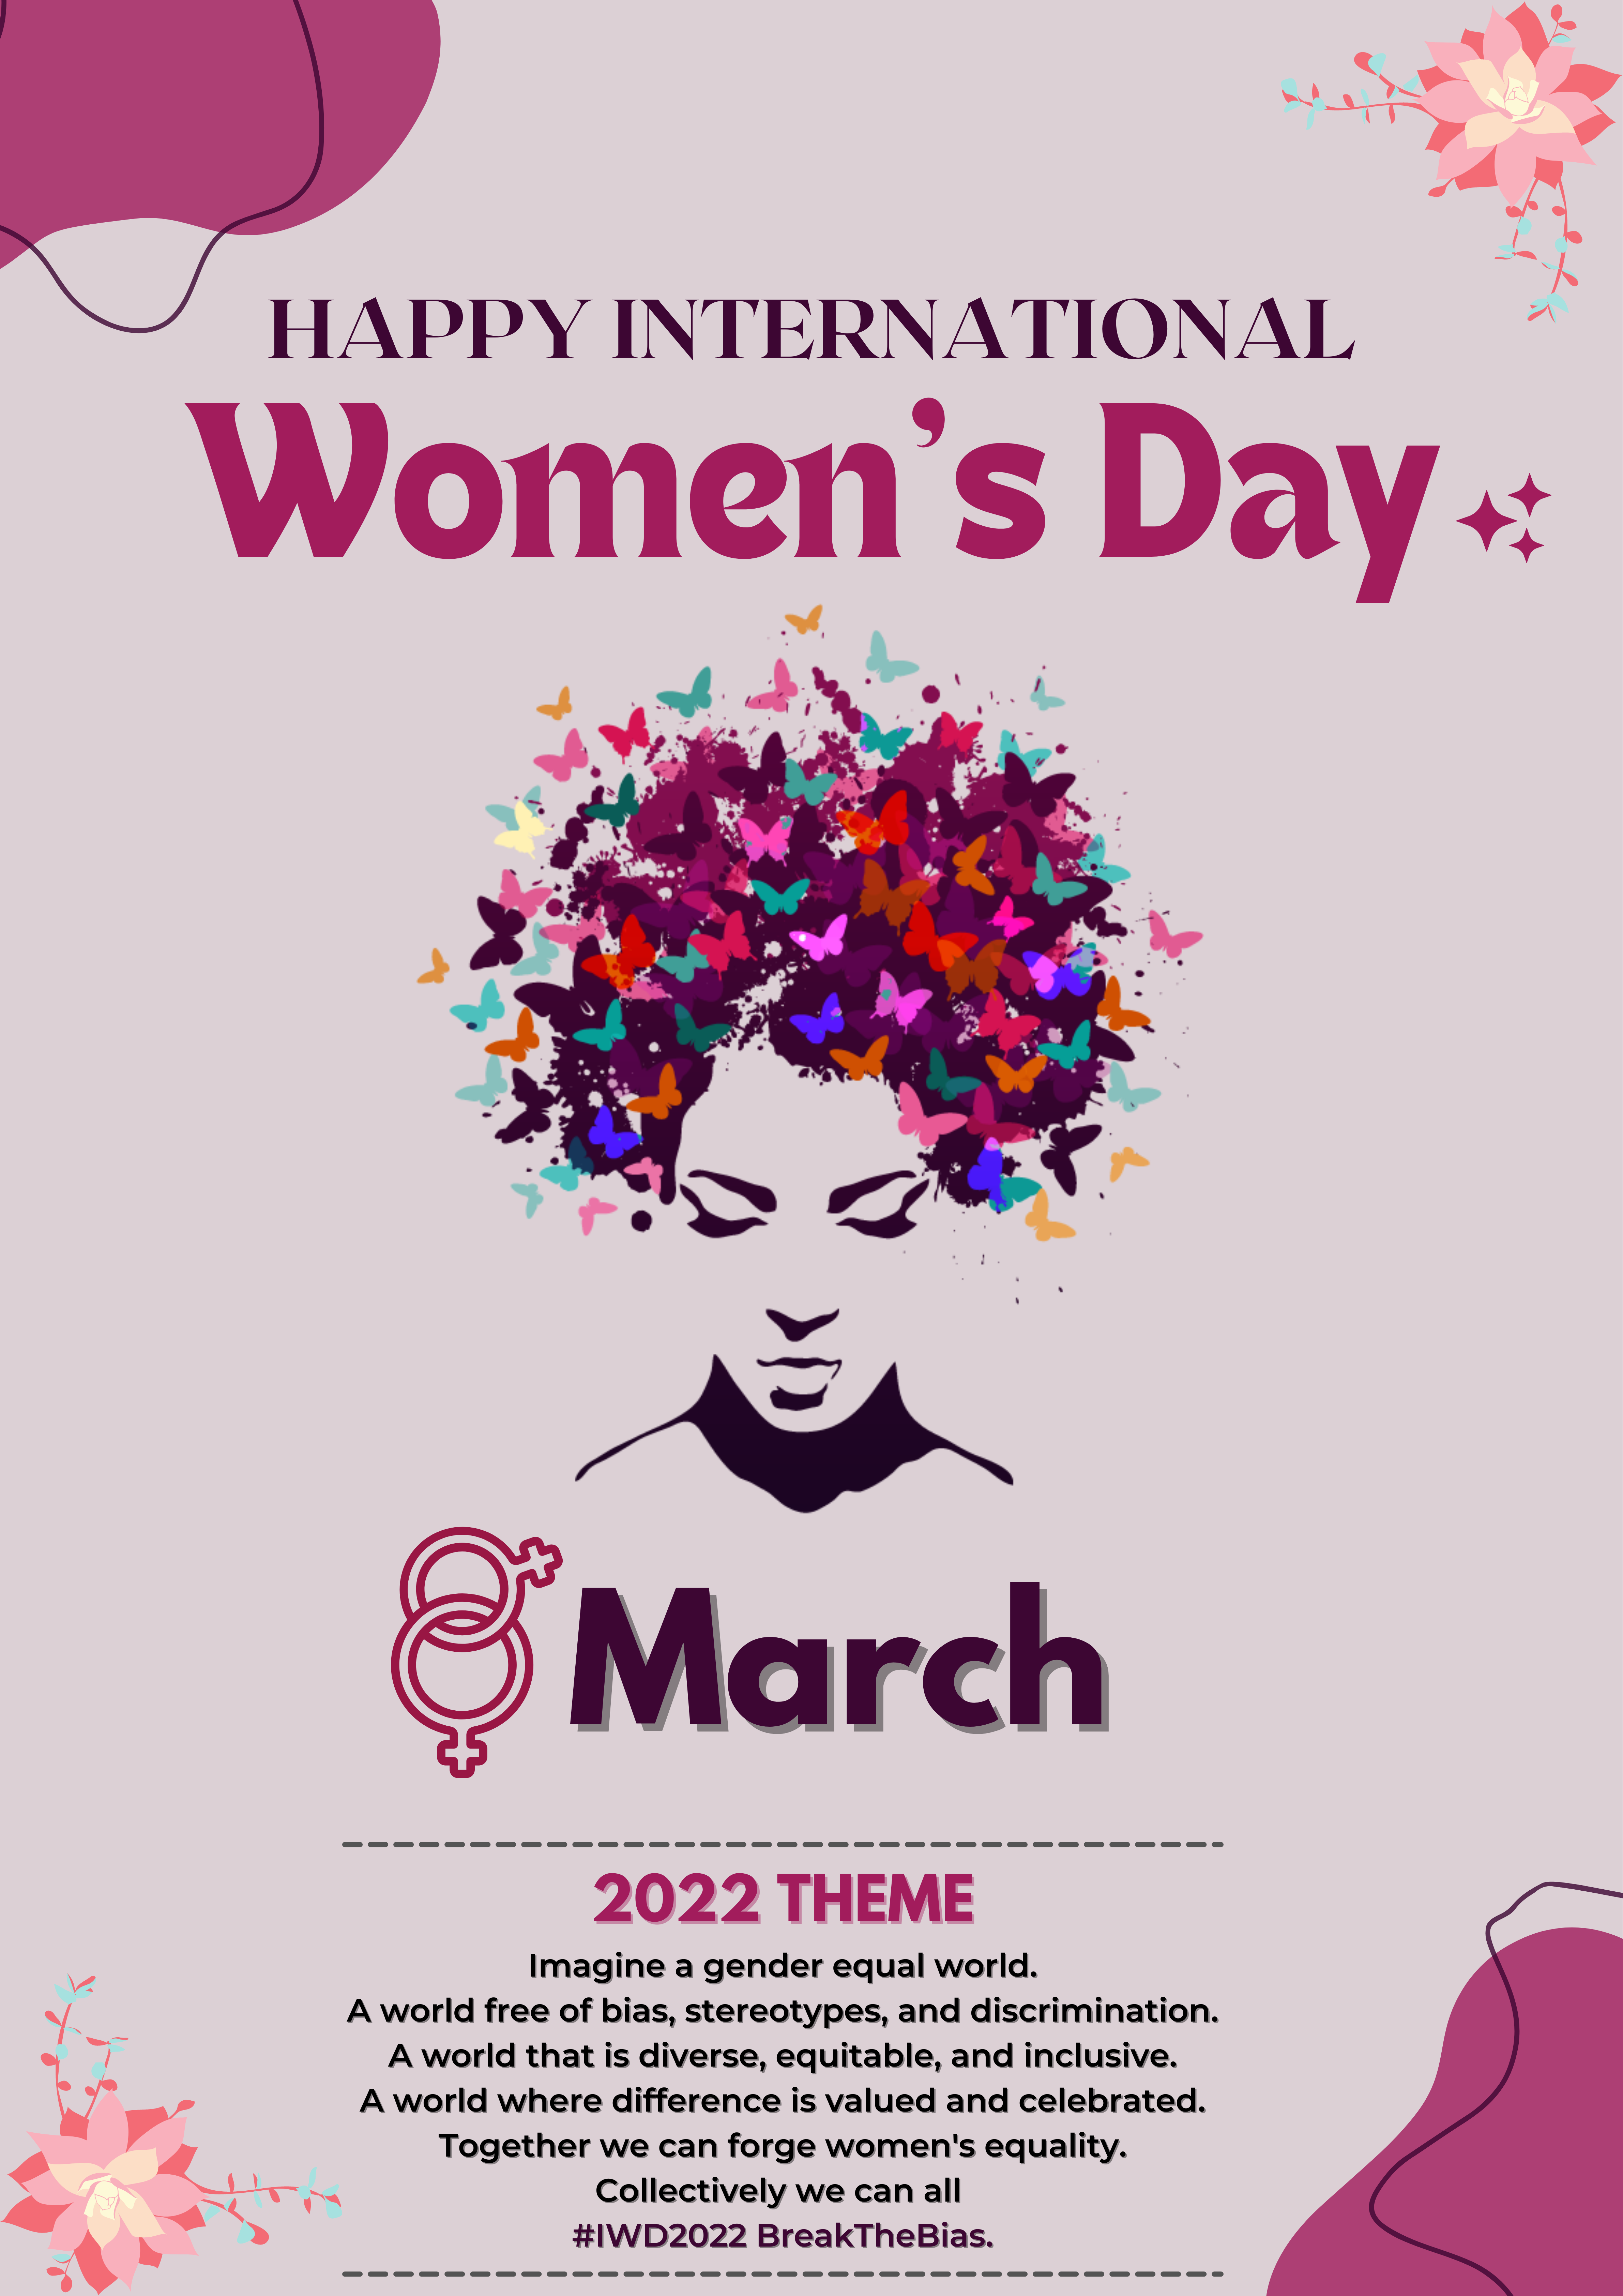 HAPPY INTERNATIONAL
Women's Day
8 March
2022 THEME
Imagine a gender equal world.
A world free of bias, stereotypes, and discrimination.
A world that is diverse, equitable, and inclusive.
A world where difference is valued and celebrated.
Together we can forge women's equality.
Collectively we can all
#IWD2022 BreakTheBias.